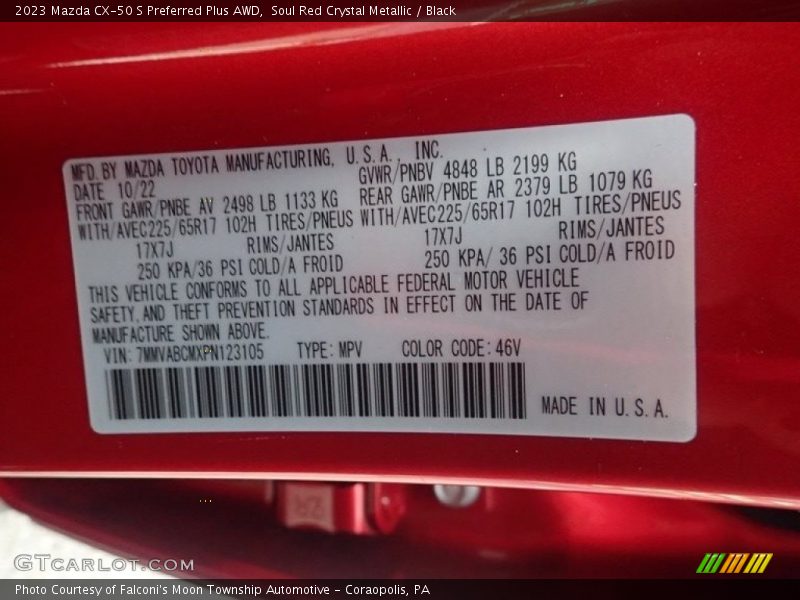 2023 Mazda CX-50 S Preferred Plus AWD,  Soul Red Crystal Metallic / Black
MFD.BY MAZDA TOYOTA MANUFACTURING, U.S.A. INC.
DATE 10/22 GVWR/PNBV 4848 LB 2199 KG
FRONT GAWR/PNBE AV 2498 LB 1133 KG REAR GAWR/PNBE AR 2379 LB 1079 KG
WITH/AVEC225/65R17 102H TIRES/PNEUS WITH/AVEC225/65R17 102H TIRES/PNEUS
17X7J RIMS/JANTES 17X7J RIMS/JANTES
250 KPA/36 PSI COLD/A FROID 250 KPA/ 36 PSI COLD/A FROID
THIS VEHICLE CONFORMS TO ALL APPLICABLE FEDERAL MOTOR VEHICLE
SAFETY, AND THEFT PREVENTION STANDARDS IN EFFECT ON THE DATE OF
MANUFACTURE SHOWN ABOVE.
VIN: 7MMVABCMXPN123105 TYPE: MPV COLOR CODE: 46V
MADE IN U.S.A.
GTCARLOT.COM
Photo Courtesy of Falconi's Moon Township Automotive - Coraopolis, PA